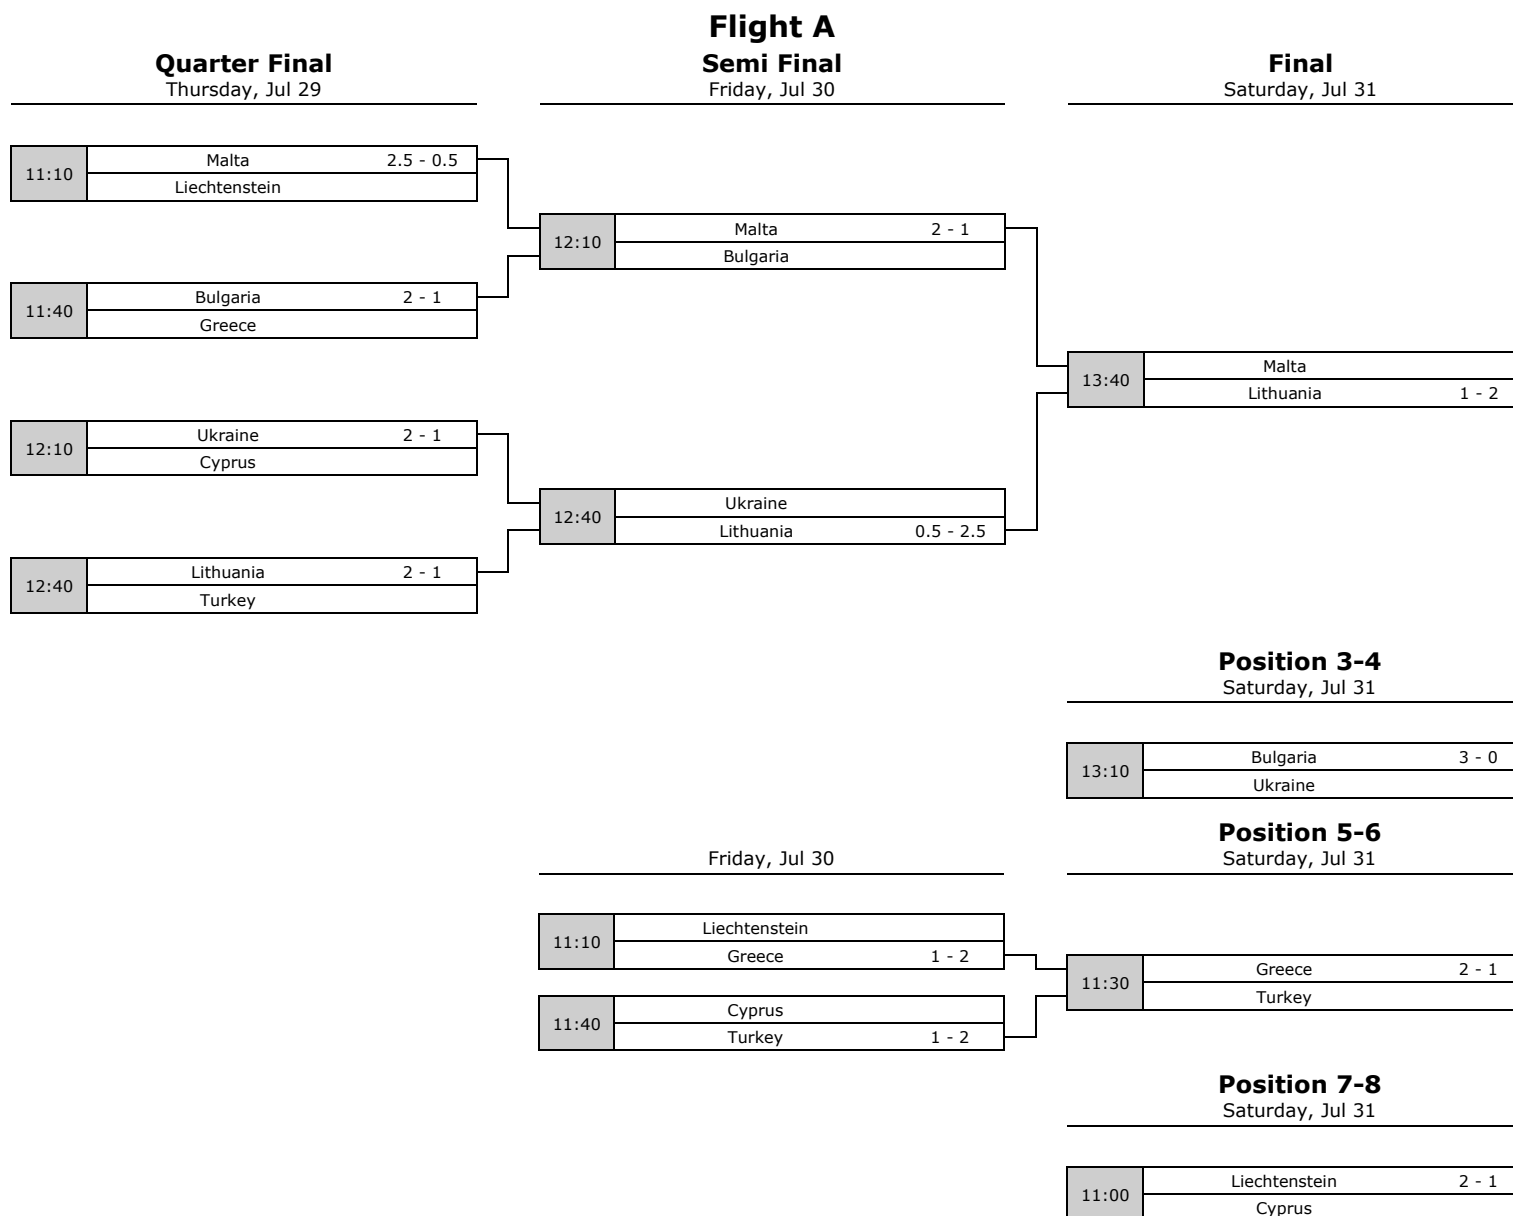 Flight A
Quarter Final Semi Final Final
Thursday, Jul 29 Friday, Jul 30 Saturday, Jul 31
11:10 Malta 2.5 - 0.5
Liechtenstein
11:40 Bulgaria 2 - 1
Greece
12:10 Ukraine 2 - 1
Cyprus
12:40 Lithuania 2 - 1
Turkey
12:10 Malta 2 - 1
Bulgaria
12:40 Ukraine
Lithuania 0.5 - 2.5
13:40 Malta
Lithuania 1 - 2
Position 3-4
Saturday, Jul 31
13:10 Bulgaria 3 - 0
Ukraine
Position 5-6
Friday, Jul 30 Saturday, Jul 31
11:10 Liechtenstein
Greece 1 - 2
11:40 Cyprus
Turkey 1 - 2
11:30 Greece 2 - 1
Turkey
Position 7-8
Saturday, Jul 31
11:00 Liechtenstein 2 - 1
Cyprus